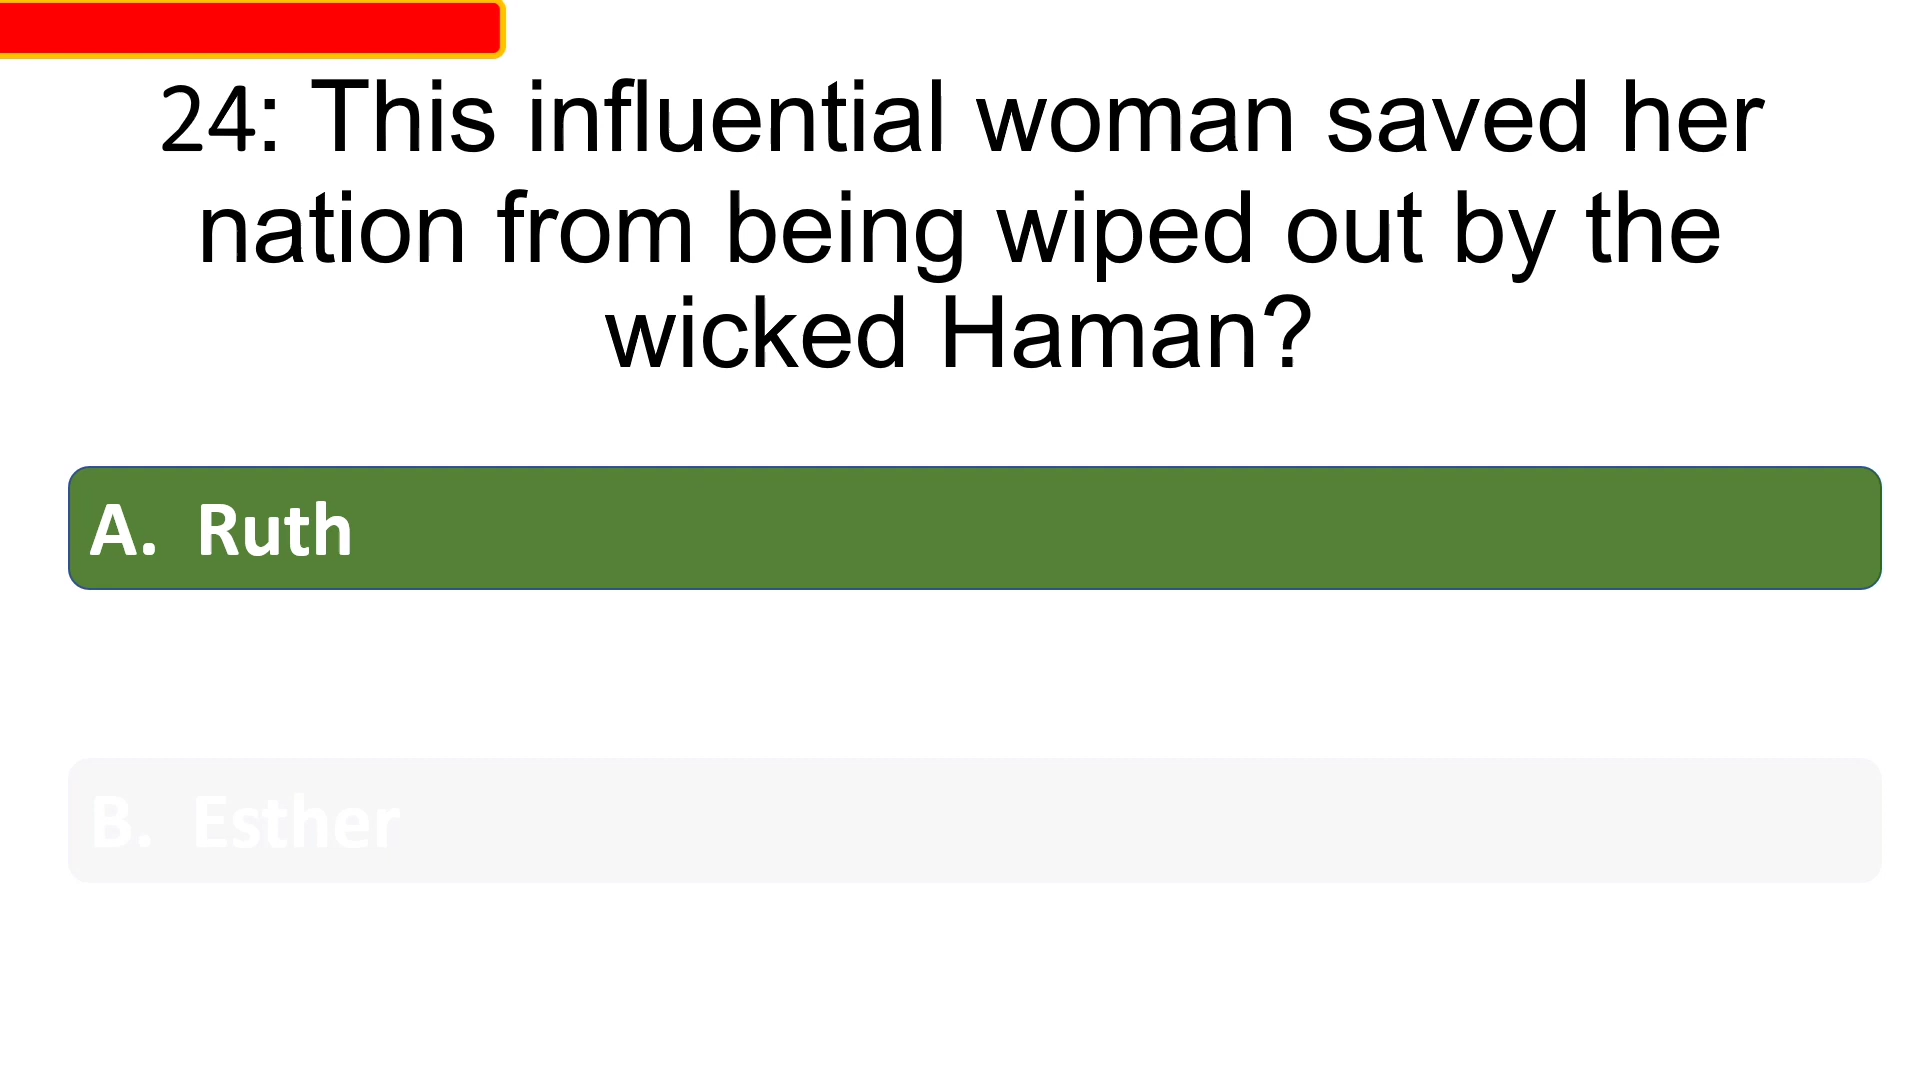 24: This influential woman saved her
nation from being wiped out by the
wicked Haman?
A. Ruth
B. Esther